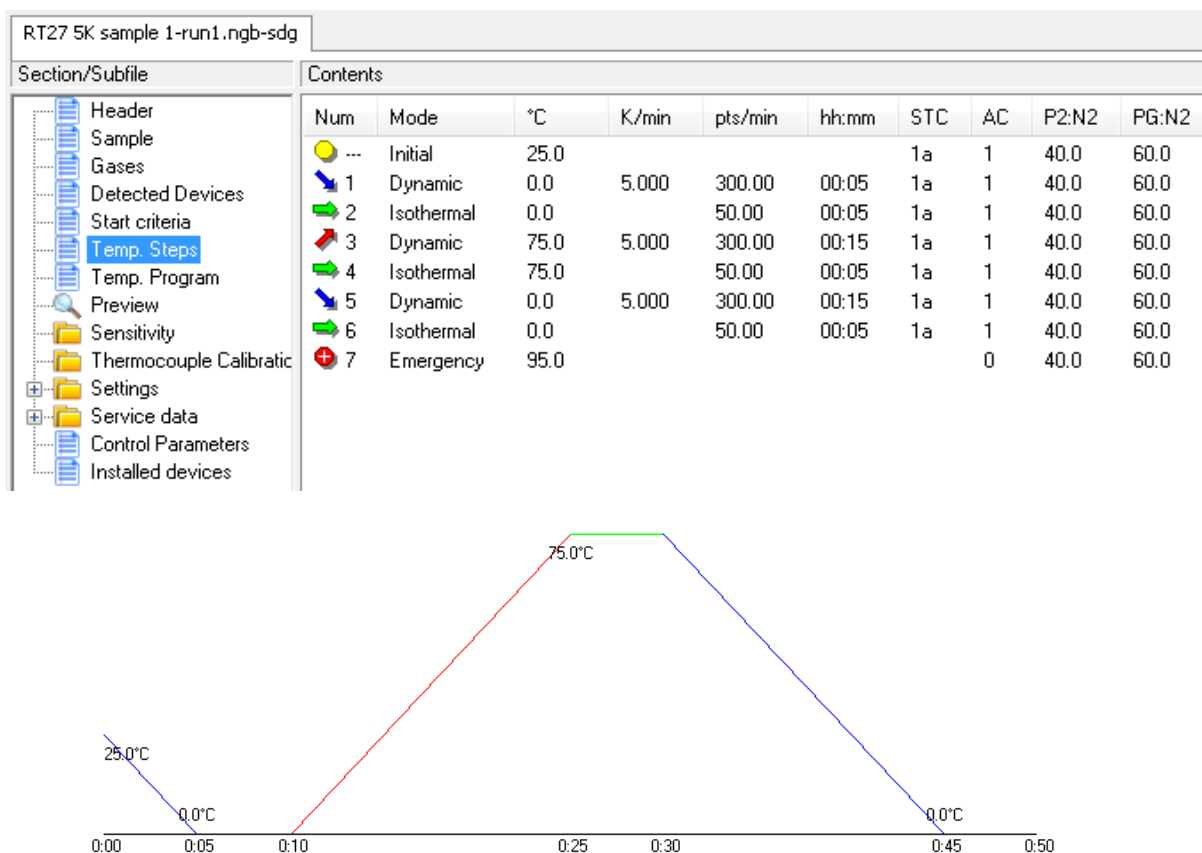 RT27 5K sample 1-run1.ngb-sdg
Section/Subfile
Contents
Header
Sample
Gases
Detected Devices
Start criteria
Temp. Steps
Temp. Program
Preview
Sensitivity
Thermocouple Calibratic
Settings
Service data
Control Parameters
Installed devices
Num Mode °C K/min pts/min hh:mm STC AC P2:N2 PG:N2
--- Initial 25.0 1a 1 40.0 60.0
1 Dynamic 0.0 5.000 300.00 00:05 1a 1 40.0 60.0
2 Isothermal 0.0 50.00 00:05 1a 1 40.0 60.0
3 Dynamic 75.0 5.000 300.00 00:15 1a 1 40.0 60.0
4 Isothermal 75.0 50.00 00:05 1a 1 40.0 60.0
5 Dynamic 0.0 5.000 300.00 00:15 1a 1 40.0 60.0
6 Isothermal 0.0 50.00 00:05 1a 1 40.0 60.0
7 Emergency 95.0 0 40.0 60.0
75.0°C
25.0°C
0.0°C 0.0°C
0:00 0:05 0:10 0:25 0:30 0:45 0:50